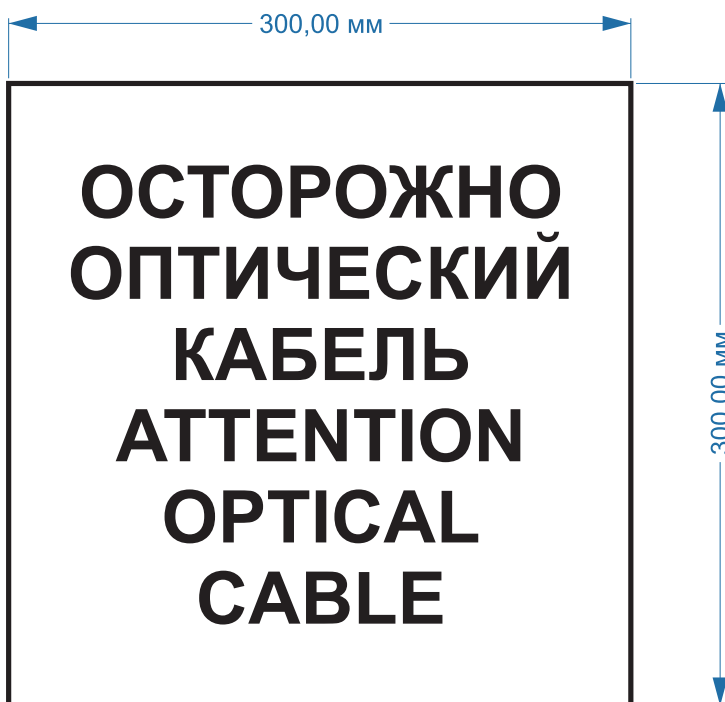 300,00 мм
ОСТОРОЖНО
ОПТИЧЕСКИЙ
КАБЕЛЬ
ATTENTION
OPTICAL
CABLE
300,00 мм